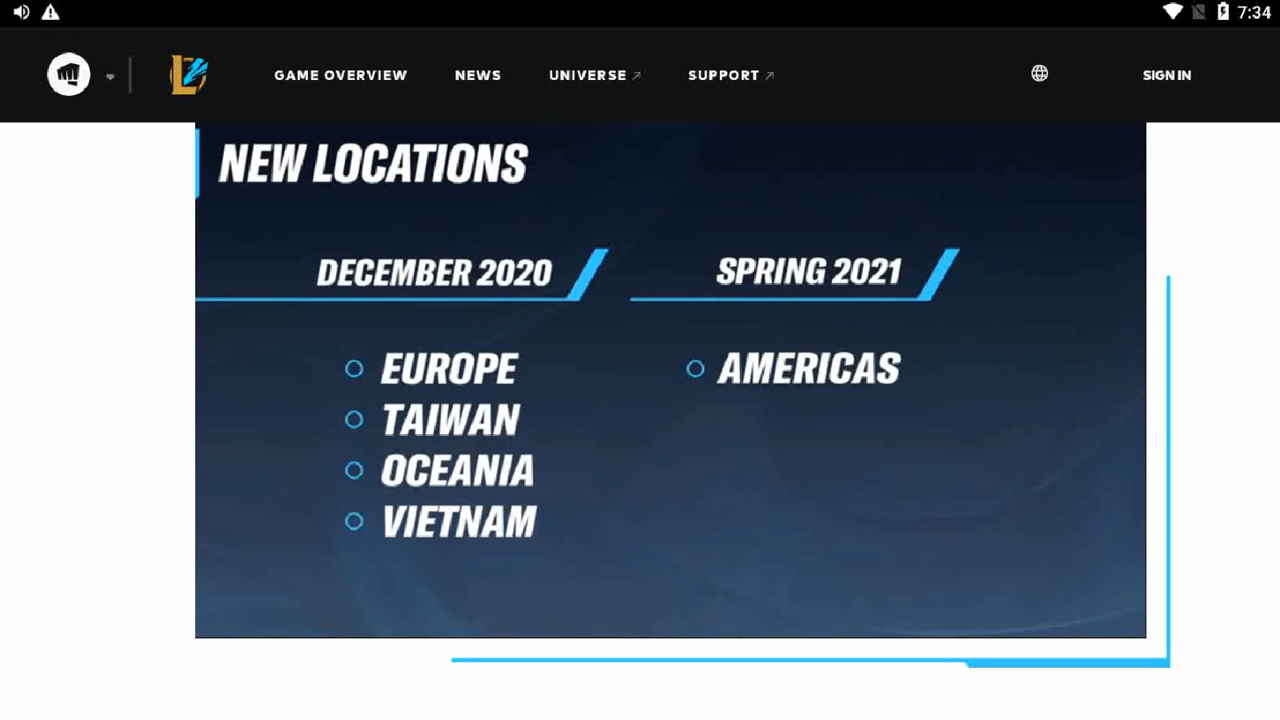 7:34
GAME OVERVIEW NEWS UNIVERSE SUPPORT SIGN IN
NEW LOCATIONS
DECEMBER 2020
EUROPE
TAIWAN
OCEANIA
VIETNAM
SPRING 2021
AMERICAS